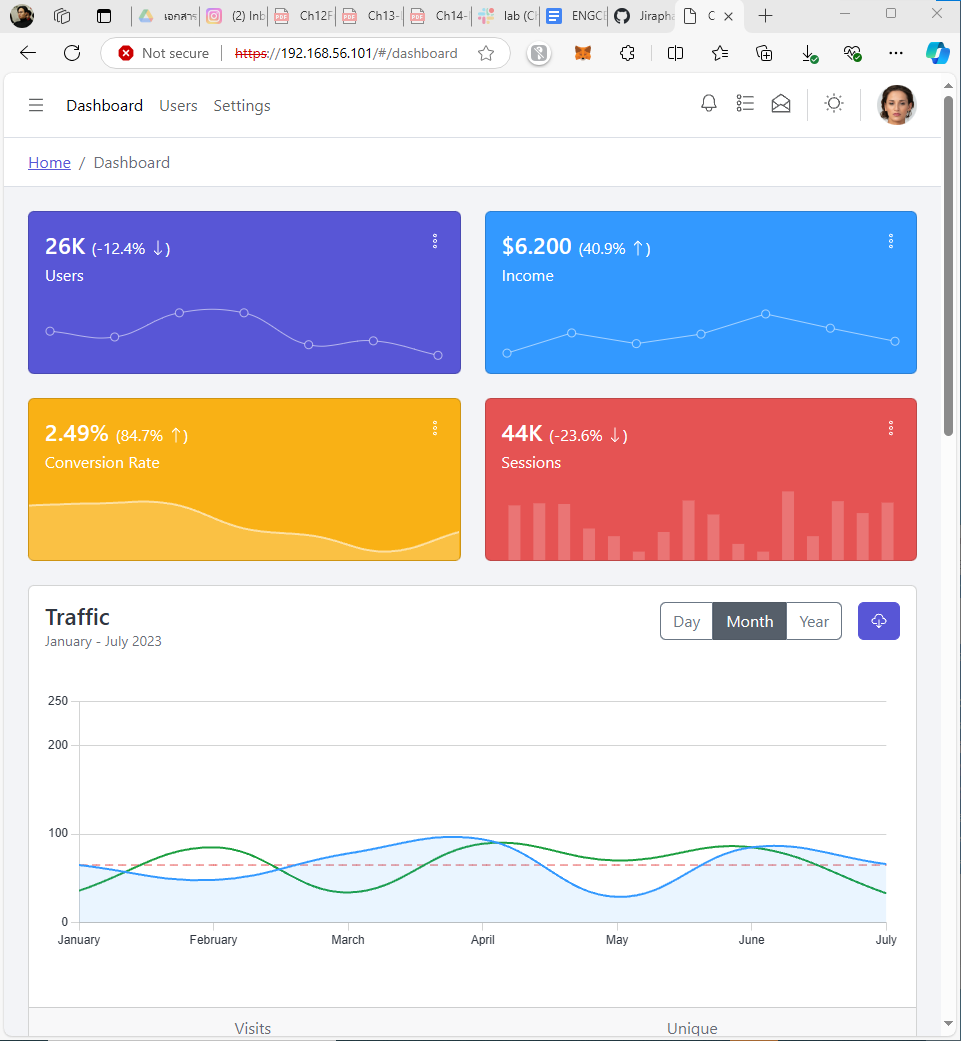 เอกสาร
(2) Inb
Ch12F
Ch13-
Ch14-
lab (Ch
ENGCE
Jirapha
C
Not secure
https://192.168.56.101/#/dashboard
Dashboard Users Settings
Home / Dashboard
26K (-12.4% ↓)
Users
$6.200 (40.9% ↑)
Income
2.49% (84.7% ↑)
Conversion Rate
44K (-23.6% ↓)
Sessions
Traffic
January - July 2023
Day Month Year
250
200
100
0
January February March April May June July
Visits Unique